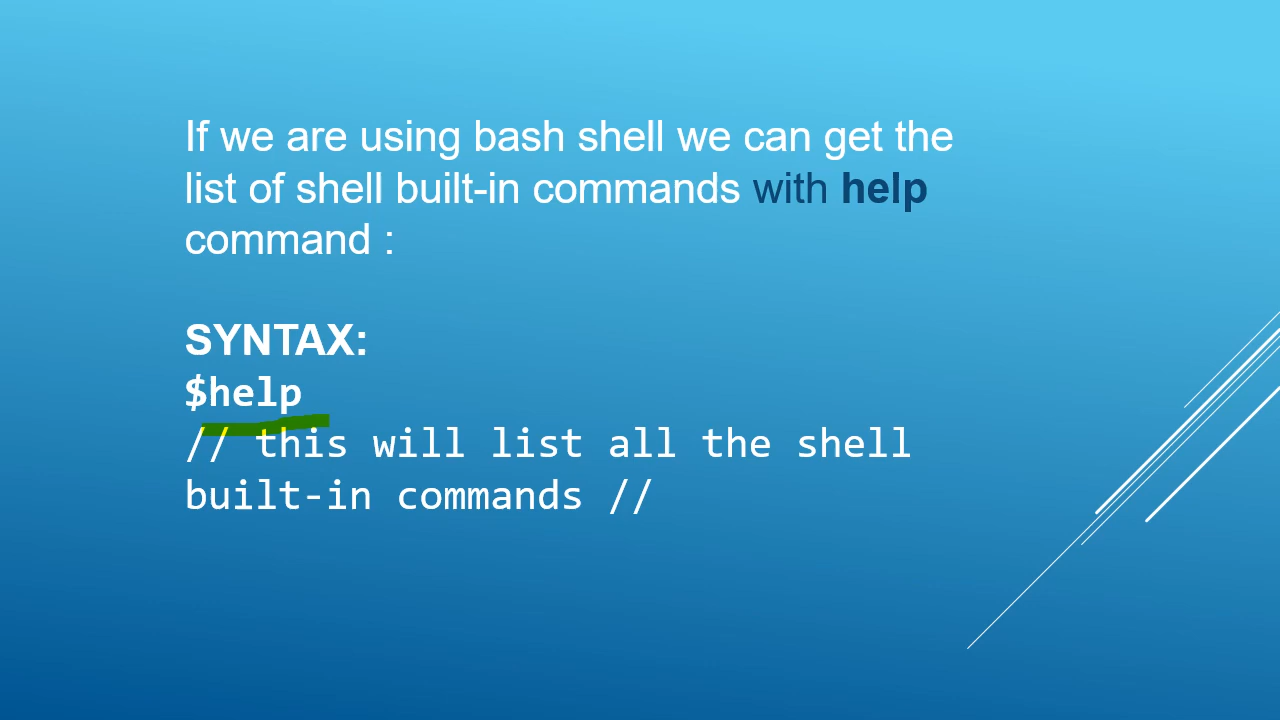 If we are using bash shell we can get the
list of shell built-in commands with help
command :
SYNTAX:
$help
// this will list all the shell
built-in commands //